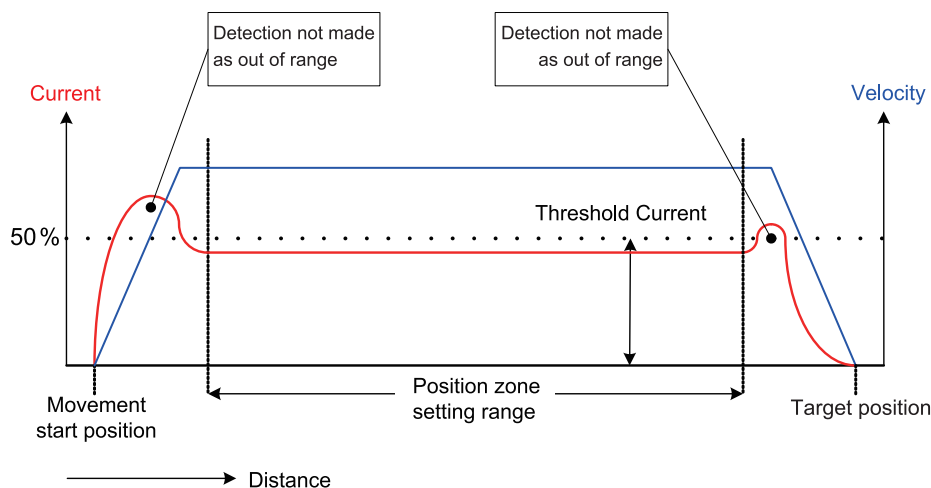 Detection not made
as out of range
Detection not made
as out of range
Current
Velocity
Threshold Current
50 %
Position zone
setting range
Movement
start position
Target position
Distance